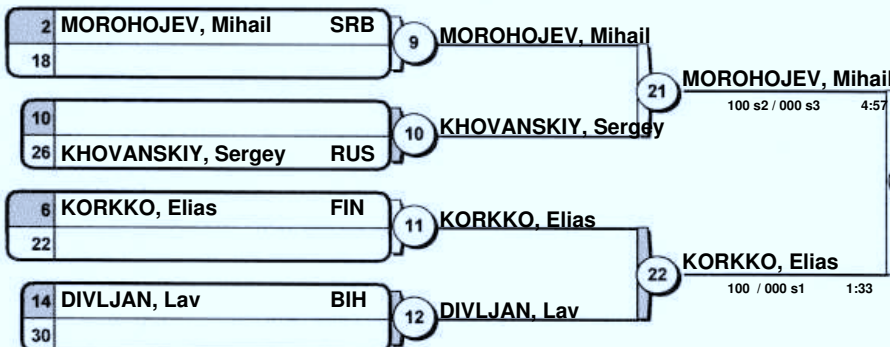 2 MOROHOJEV, Mihail SRB
18
9 MOROHOJEV, Mihail
10
26 KHOVANSKIY, Sergey RUS
10 KHOVANSKIY, Sergey
21 MOROHOJEV, Mihail
100 s2 / 000 s3 4:57
6 KORKKO, Elias FIN
22
11 KORKKO, Elias
14 DIVLJAN, Lav BIH
30
12 DIVLJAN, Lav
22 KORKKO, Elias
100 / 000 s1 1:33